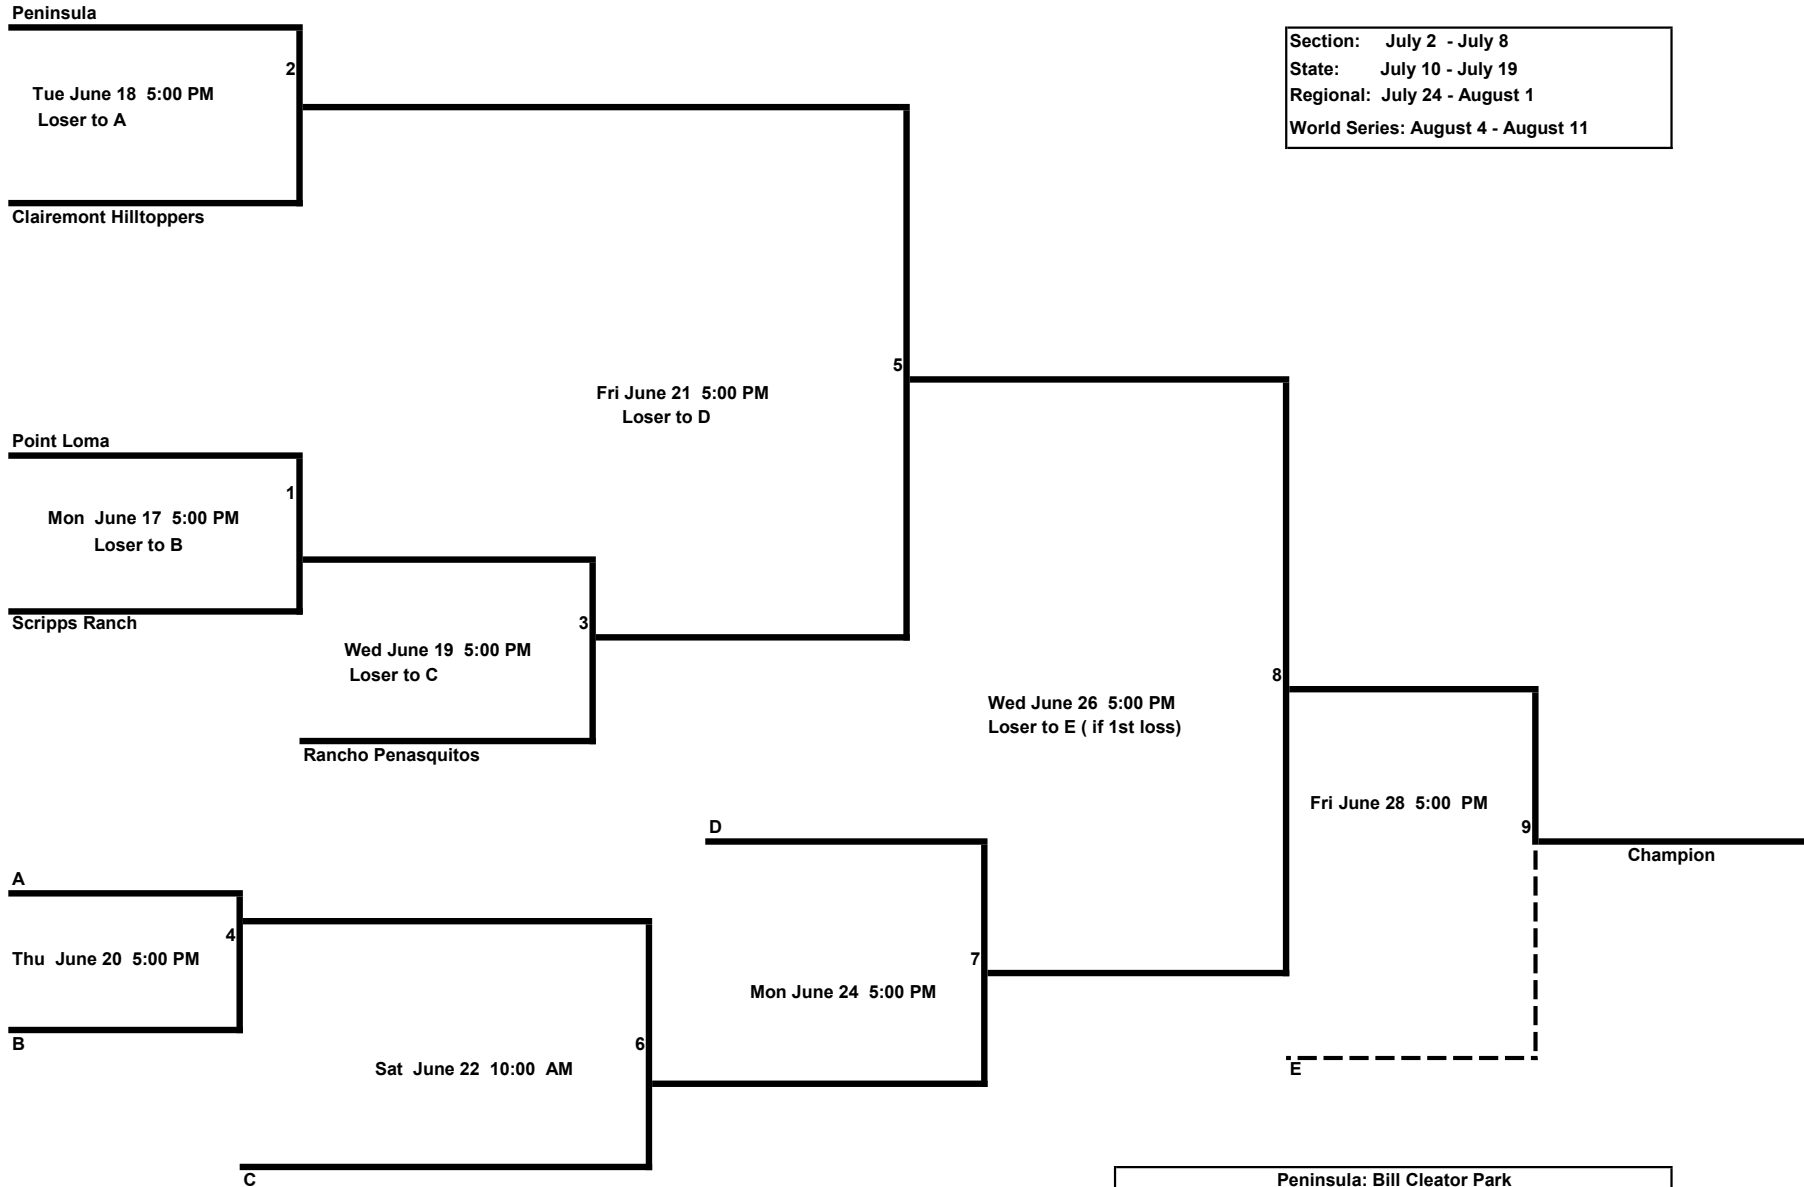 Peninsula
Section: July 2 - July 8
2
State: July 10 - July 19
Tue June 18 5:00 PM
Regional: July 24 - August 1
Loser to A
World Series: August 4 - August 11
Clairemont Hilltoppers
5
Fri June 21 5:00 PM
Loser to D
Point Loma
1
Mon June 17 5:00 PM
Loser to B
Scripps Ranch
3
Wed June 19 5:00 PM
Loser to C
8
Wed June 26 5:00 PM
Loser to E ( if 1st loss)
Rancho Penasquitos
Fri June 28 5:00 PM
D
9
Champion
A
4
Thu June 20 5:00 PM
7
Mon June 24 5:00 PM
B
6
Sat June 22 10:00 AM
E
C
Peninsula: Bill Cleator Park